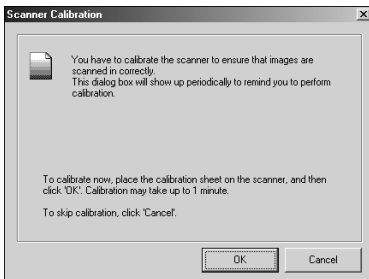 Scanner Calibration
You have to calibrate the scanner to ensure that images are
scanned in correctly.
This dialog box will show up periodically to remind you to perform
calibration.
To calibrate now, place the calibration sheet on the scanner, and then
click 'OK'. Calibration may take up to 1 minute.
To skip calibration, click 'Cancel'.
OK Cancel